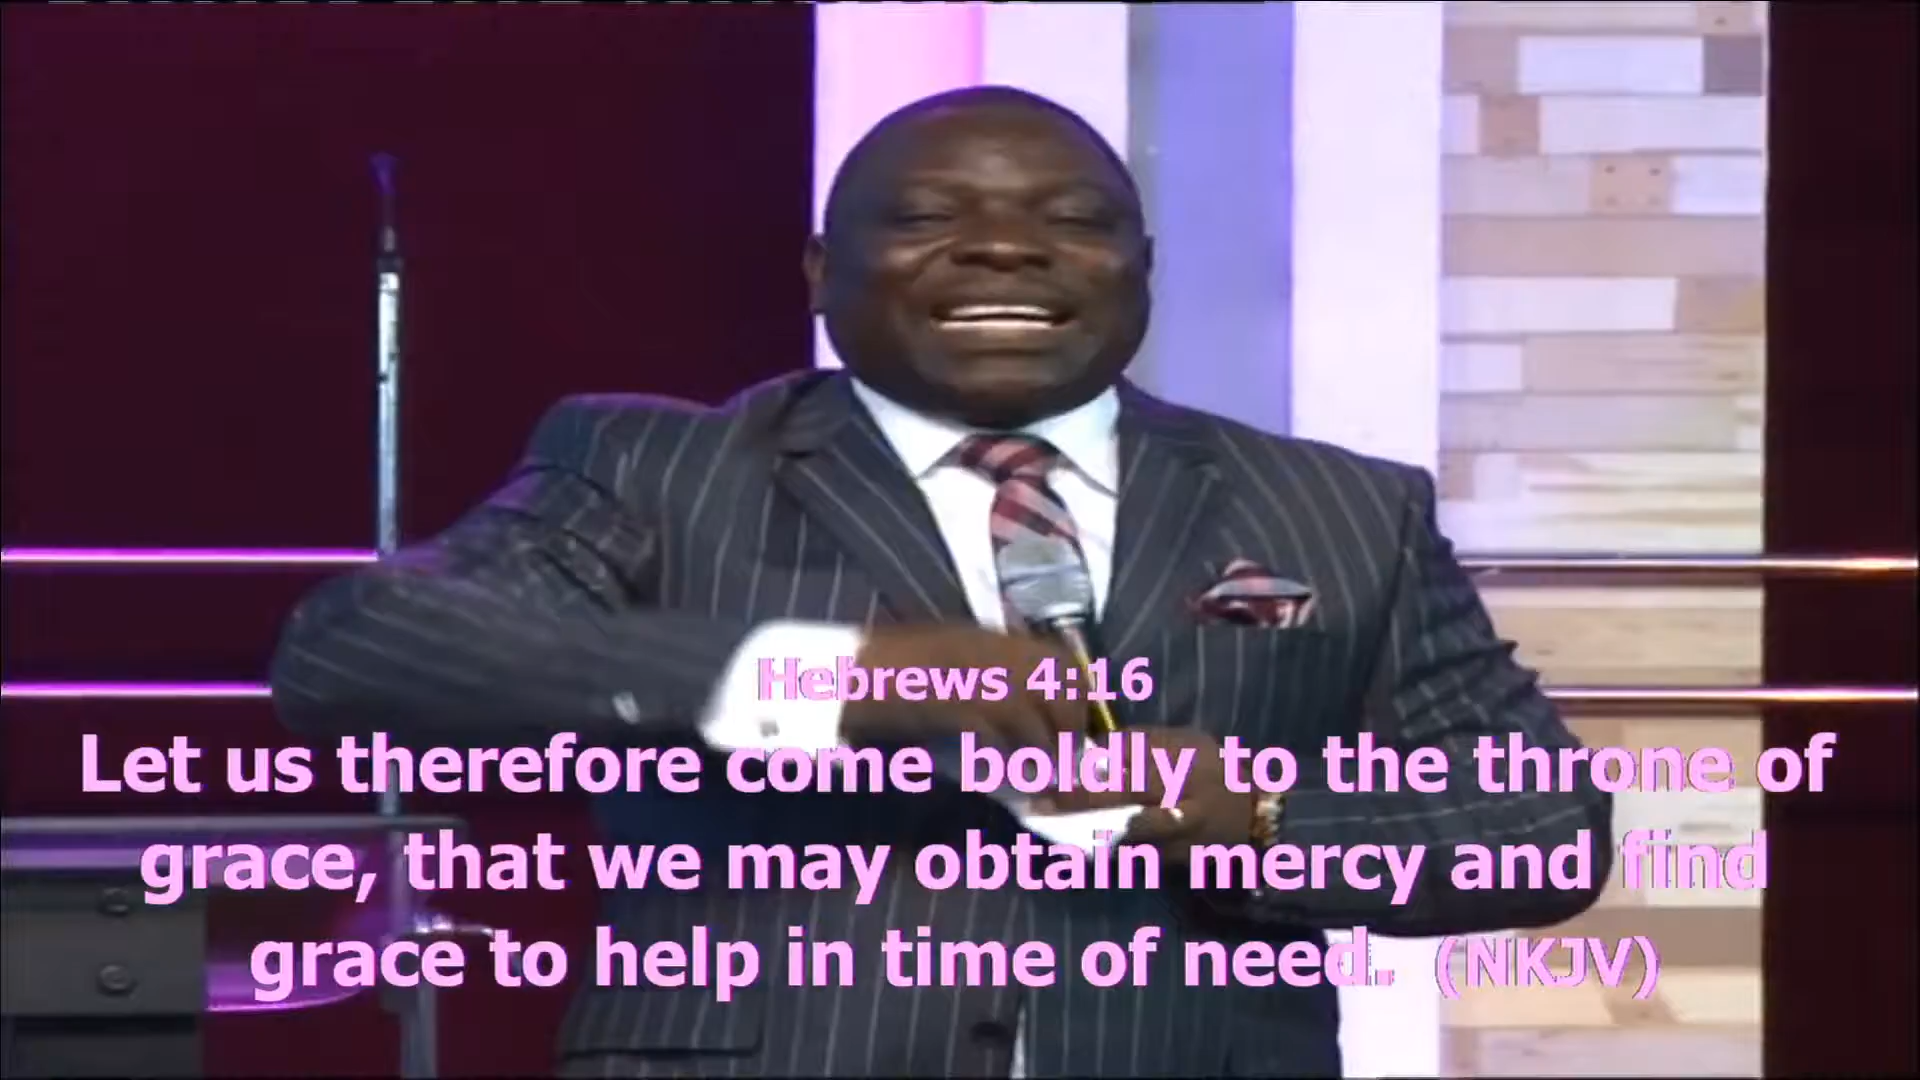 Hebrews 4:16
Let us therefore come boldly to the throne of
grace, that we may obtain mercy and find
grace to help in time of need. (NKJV)